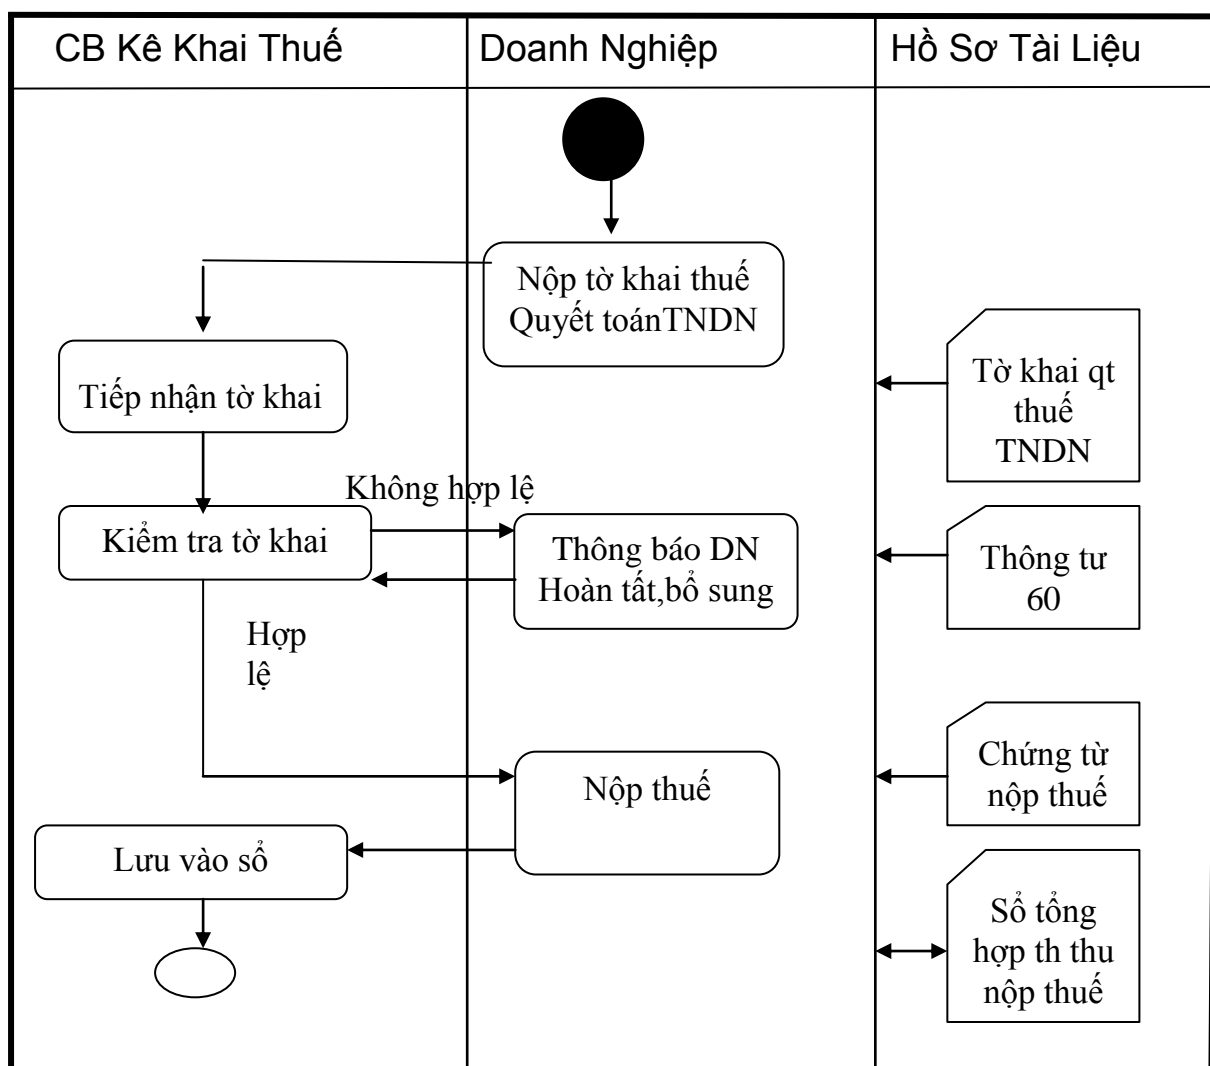 CB Kê Khai Thuế
Doanh Nghiệp
Hồ Sơ Tài Liệu
Nộp tờ khai thuế
Quyết toánTNDN
Tiếp nhận tờ khai
Tờ khai qt
thuế
TNDN
Không hợp lệ
Kiểm tra tờ khai
Thông báo DN
Hoàn tất,bổ sung
Thông tư
60
Hợp
lệ
Nộp thuế
Chứng từ
nộp thuế
Lưu vào sổ
Sổ tổng
hợp th thu
nộp thuế